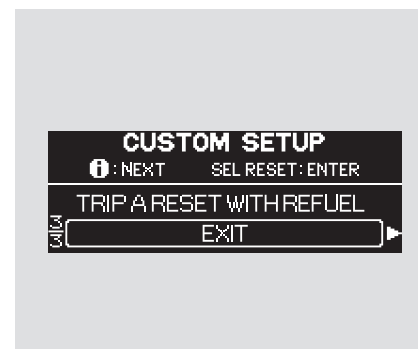 CUSTOM SETUP
i : NEXT SEL RESET : ENTER
TRIP A RESET WITH REFUEL
3/3 EXIT